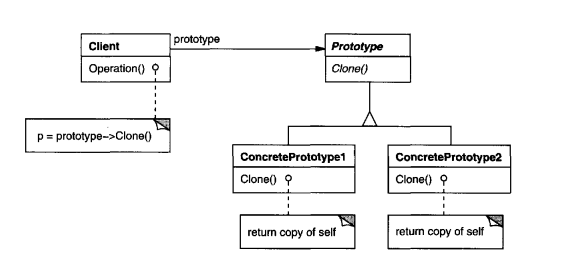 prototype
Client
Operation()
Prototype
Clone()
p = prototype->Clone()
ConcretePrototype1
Clone()
ConcretePrototype2
Clone()
return copy of self
return copy of self